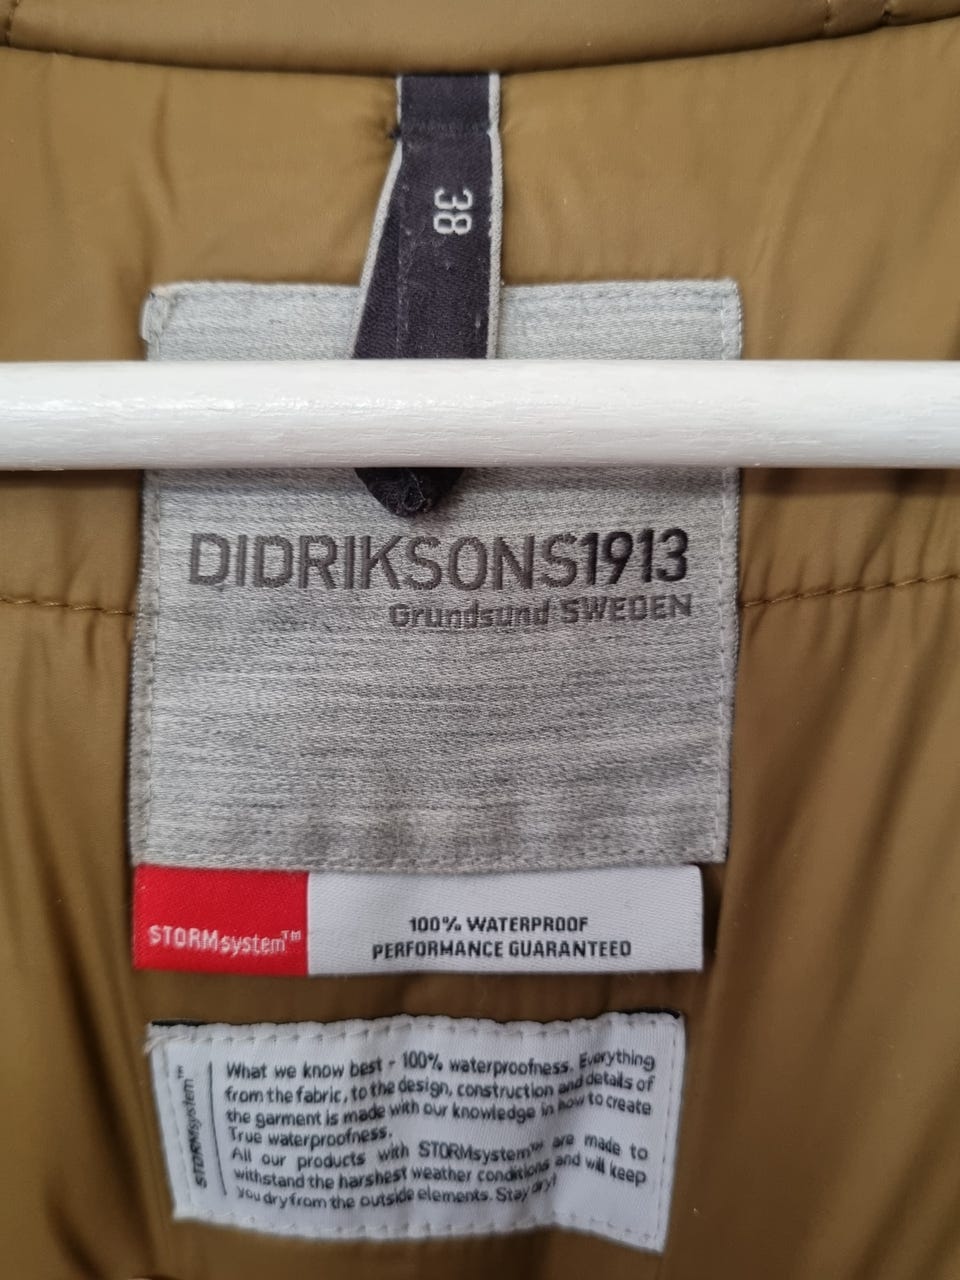 38
DIDRIKSONS1913
Grundsund SWEDEN
STORMsystem™
100% WATERPROOF
PERFORMANCE GUARANTEED
STORMsystem™
What we know best - 100% waterproofness. Everything
from the fabric, to the design, construction and details of
the garment is made with our knowledge in how to create
True waterproofness.
All our products with STORMsystem™ are made to
withstand the harshest weather conditions and will keep
you dry from the outside elements. Stay dry!